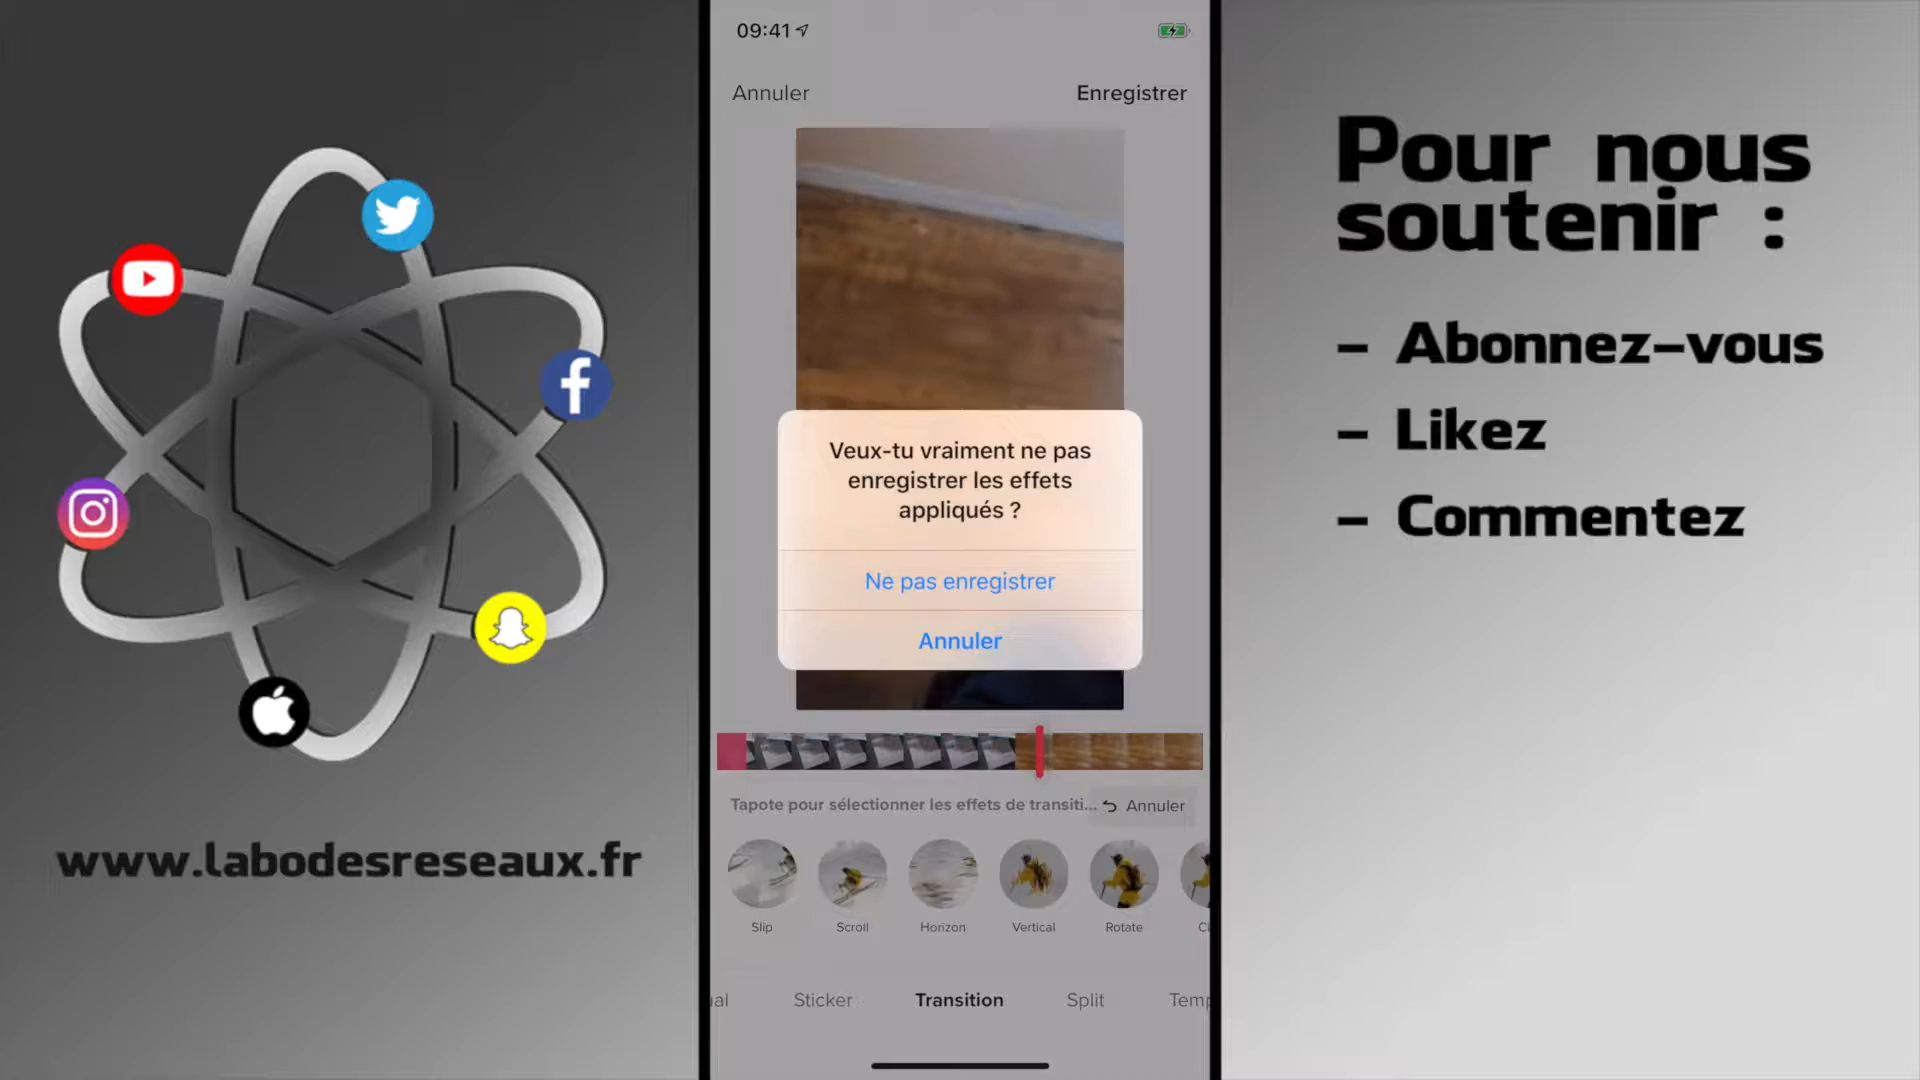 09:41
Annuler
Enregistrer
Veux-tu vraiment ne pas
enregistrer les effets
appliqués ?
Ne pas enregistrer
Annuler
Tapote pour sélectionner les effets de transiti...
Annuler
Slip
Scroll
Horizon
Vertical
Rotate
Sticker
Transition
Split
www.labodesreseaux.fr
Pour nous
soutenir :
- Abonnez-vous
- Likez
- Commentez